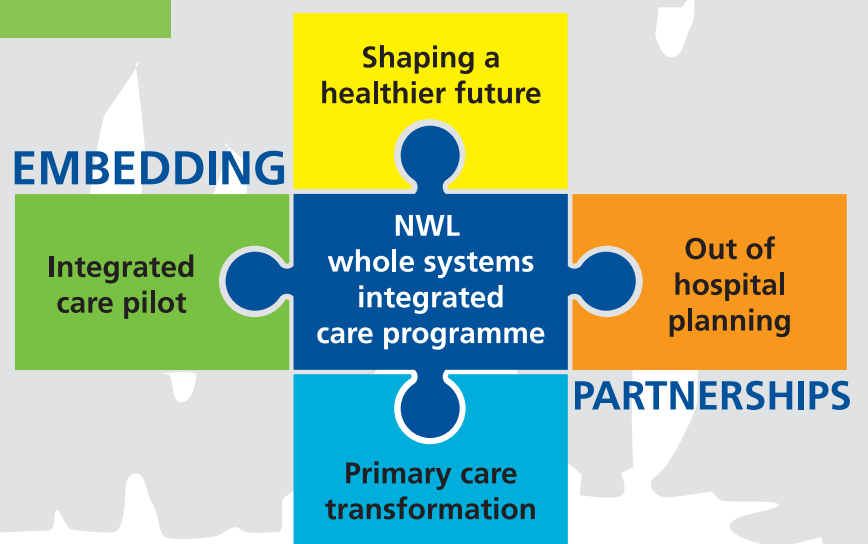 Shaping a
healthier future
EMBEDDING
Integrated
care pilot
NWL
whole systems
integrated
care programme
Out of
hospital
planning
PARTNERSHIPS
Primary care
transformation